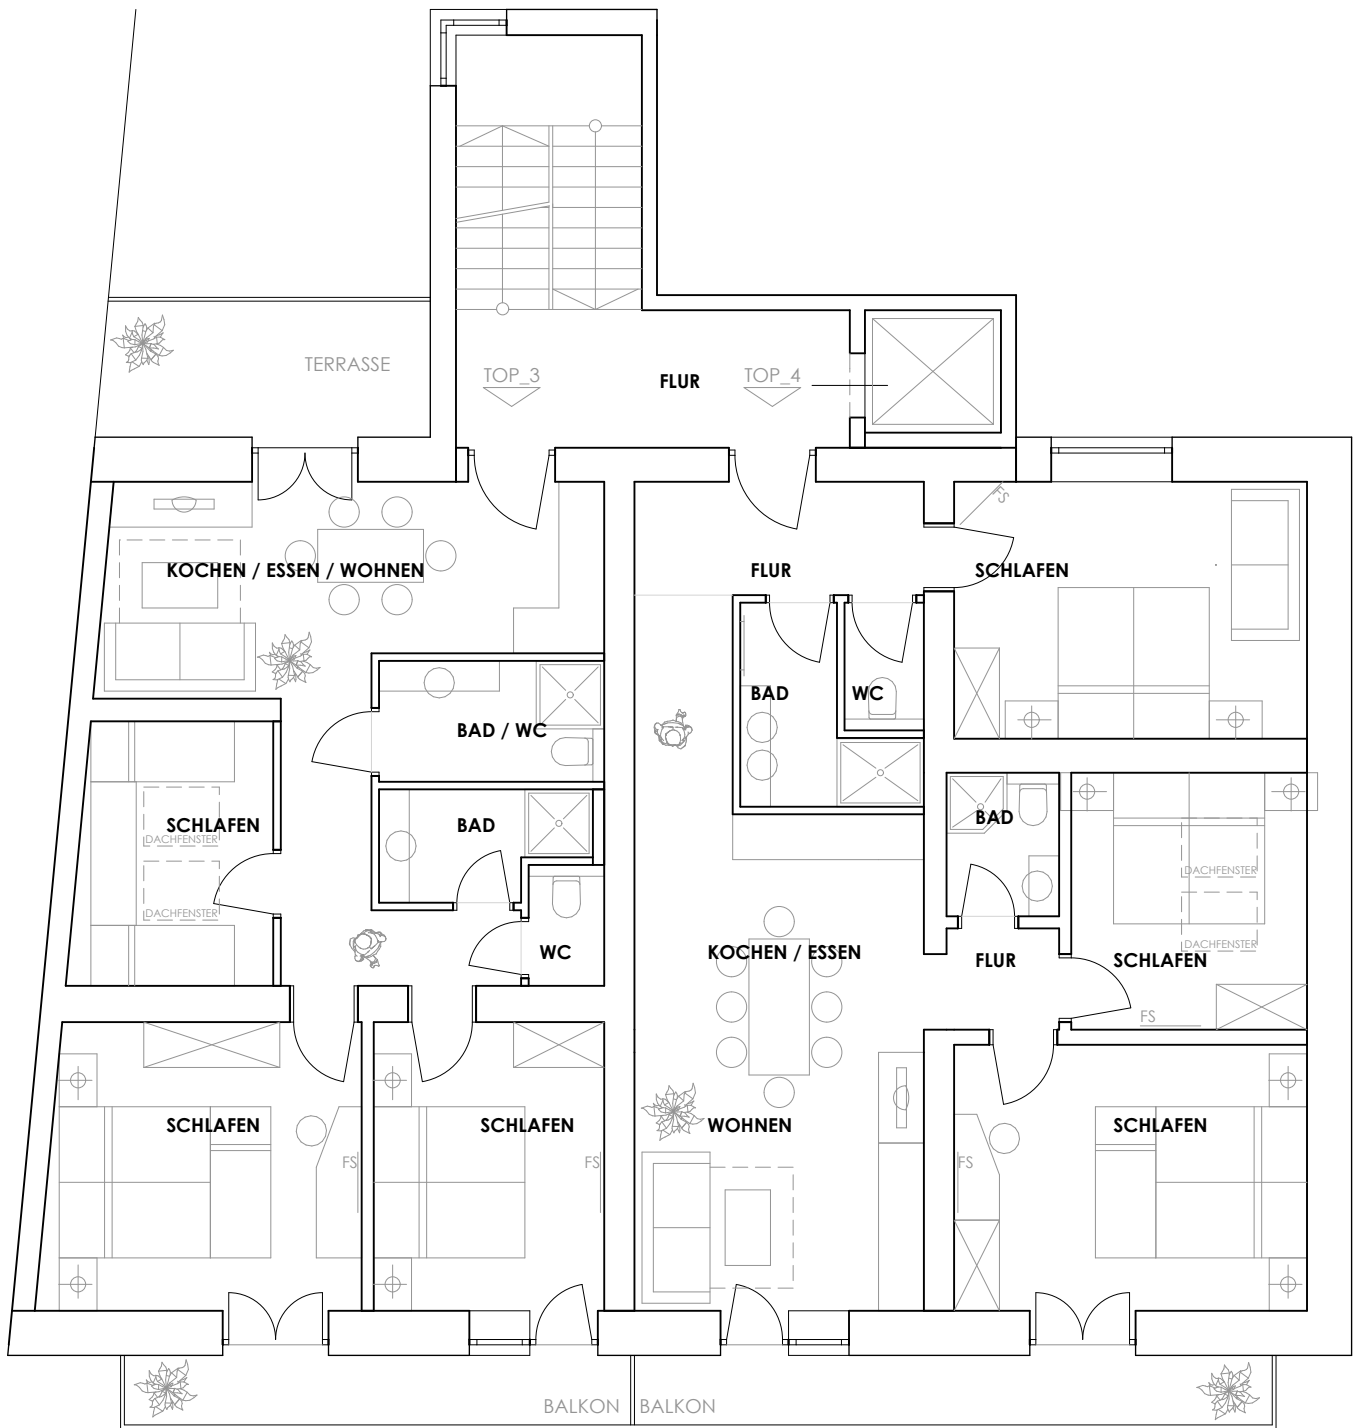 TERRASSE
TOP_3
FLUR
TOP_4
FS
KOCHEN / ESSEN / WOHNEN
FLUR
SCHLAFEN
BAD
WC
BAD / WC
SCHLAFEN
DACHFENSTER
DACHFENSTER
BAD
BAD
DACHFENSTER
DACHFENSTER
WC
KOCHEN / ESSEN
FLUR
SCHLAFEN
FS
SCHLAFEN
SCHLAFEN
WOHNEN
SCHLAFEN
FS
FS
FS
BALKON
BALKON